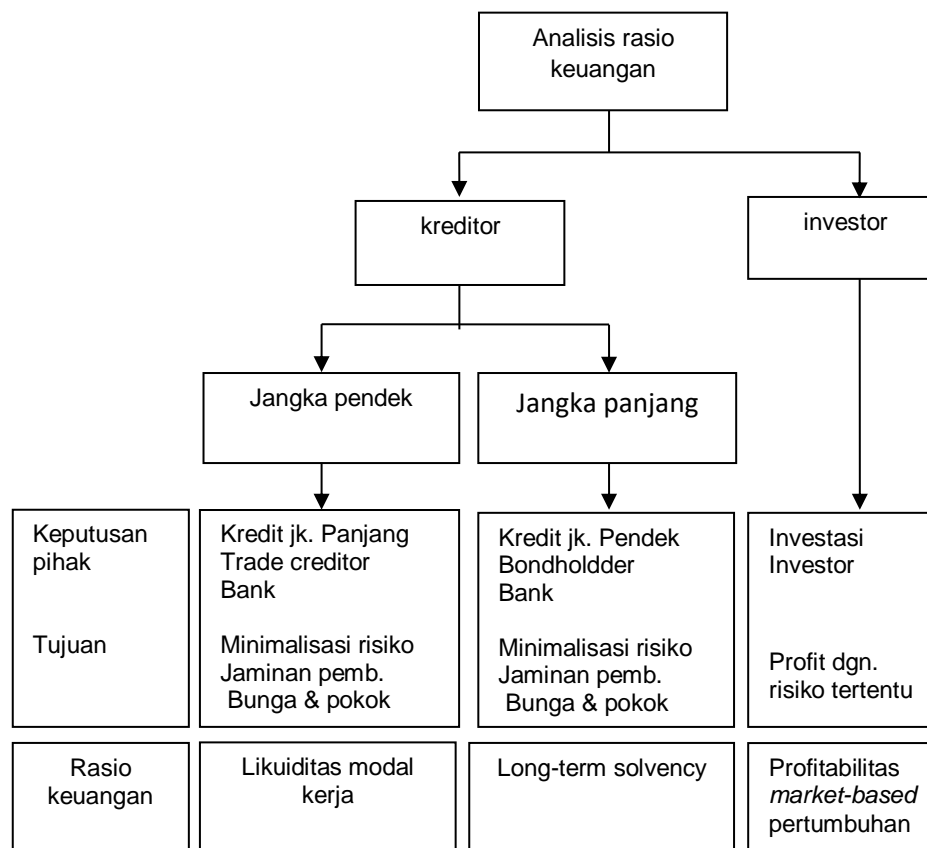 Analisis rasio
keuangan
kreditor
investor
Jangka pendek
Jangka panjang
Keputusan
pihak
Tujuan
Kredit jk. Panjang
Trade creditor
Bank
Minimalisasi risiko
Jaminan pemb.
Bunga & pokok
Kredit jk. Pendek
Bondholdder
Bank
Minimalisasi risiko
Jaminan pemb.
Bunga & pokok
Investasi
Investor
Profit dgn.
risiko tertentu
Rasio
keuangan
Likuiditas modal
kerja
Long-term solvency
Profitabilitas
market-based
pertumbuhan